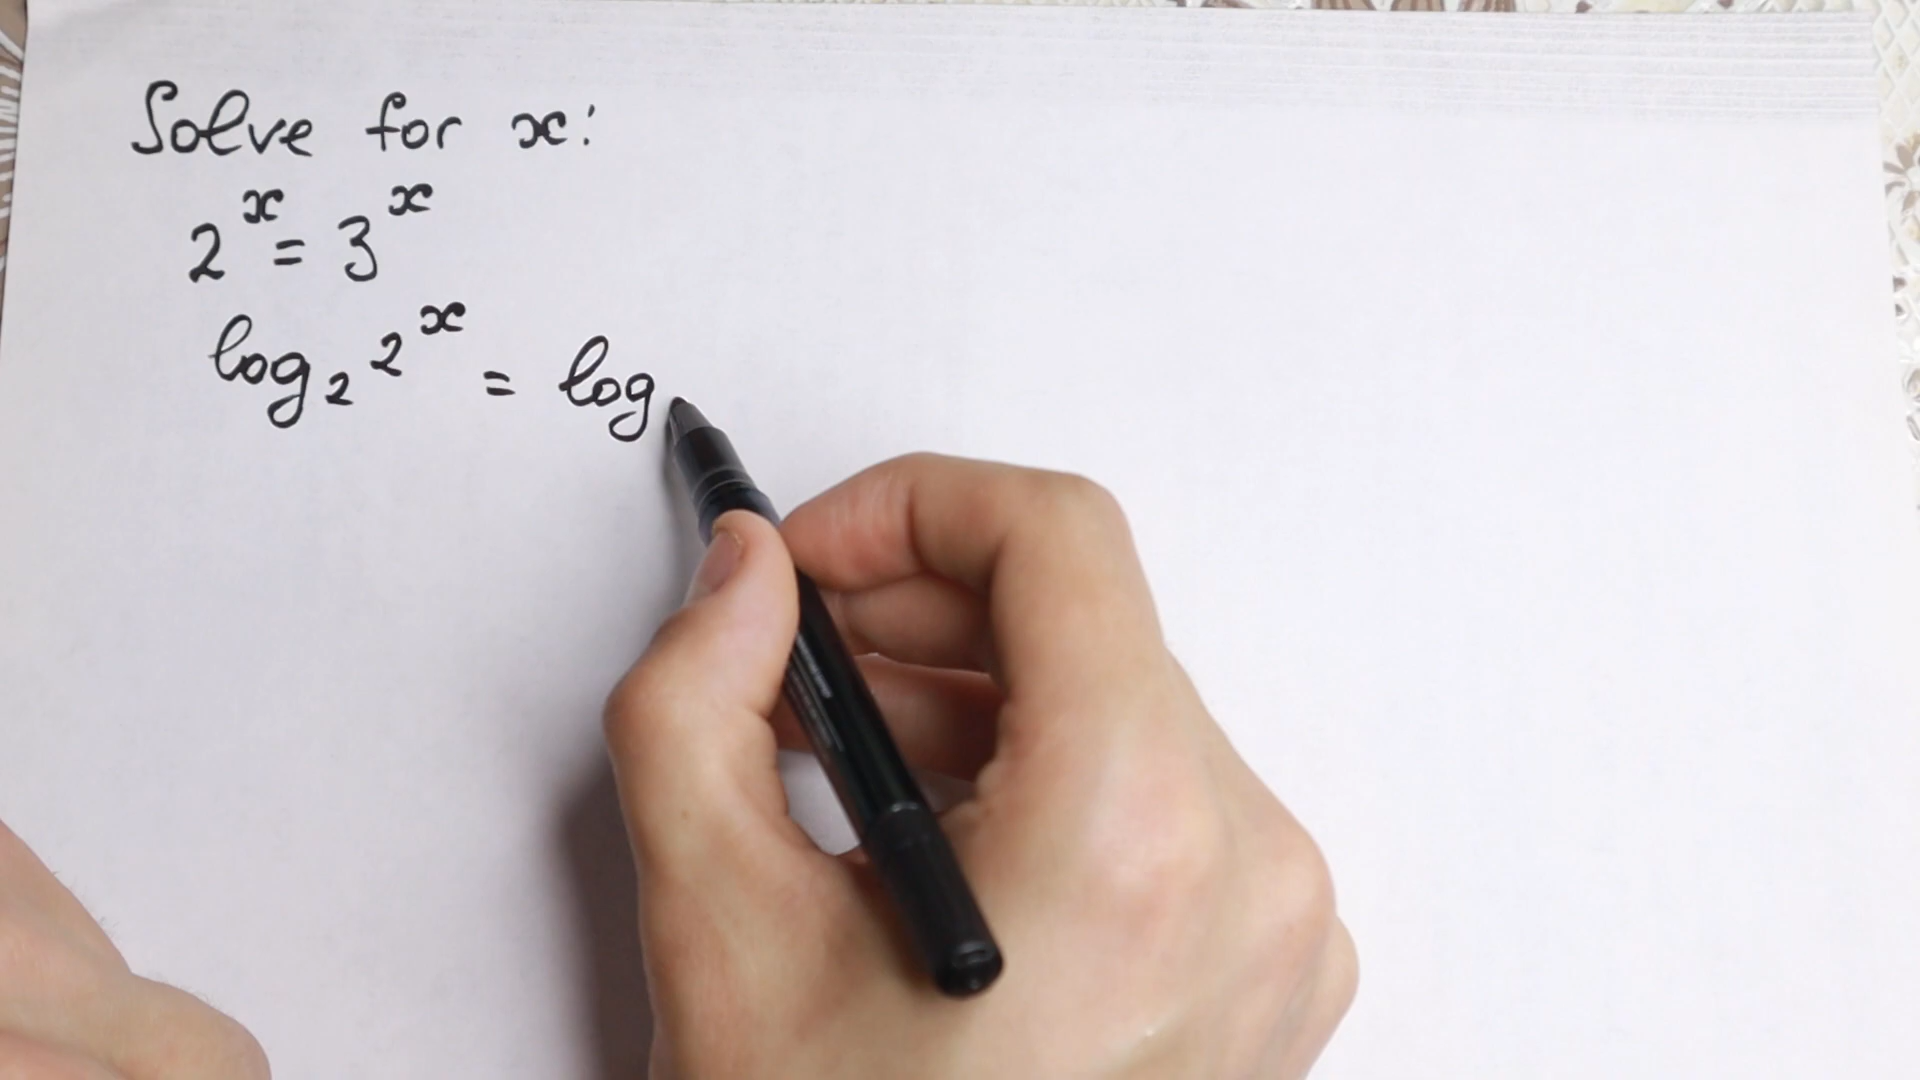 Solve for x:
2^x = 3^x
log₂ 2^x = log